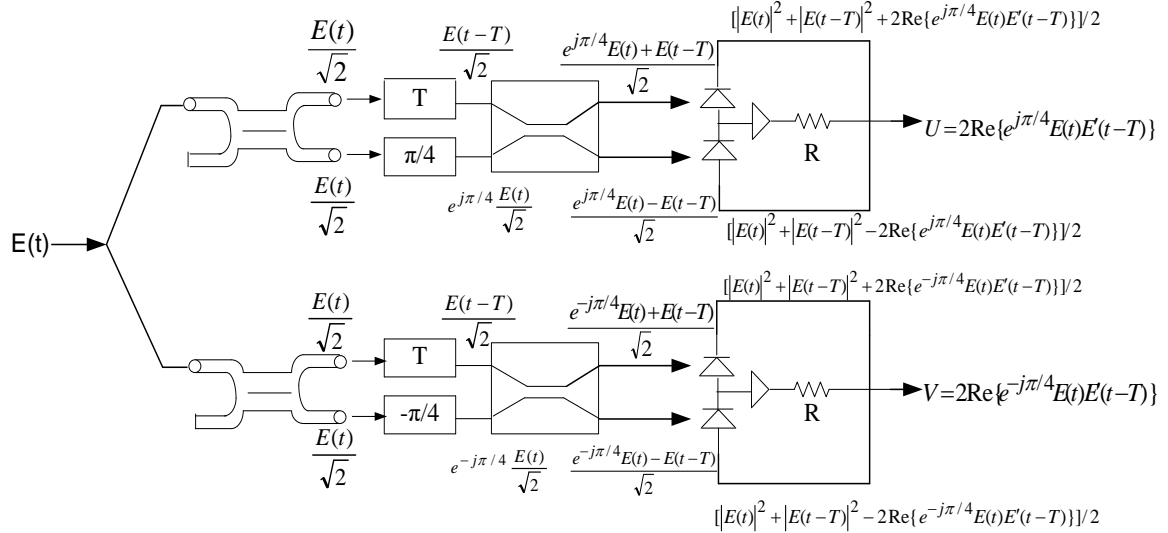 [|E(t)|²+|E(t−T)|²+2Re{e^{jπ/4}E(t)E′(t−T)}]/2
E(t)/√2
E(t−T)/√2
(e^{jπ/4}E(t)+E(t−T))/√2
T
π/4
R
U=2Re{e^{jπ/4}E(t)E′(t−T)}
E(t)/√2
e^{jπ/4} E(t)/√2
(e^{jπ/4}E(t)−E(t−T))/√2
[|E(t)|²+|E(t−T)|²−2Re{e^{jπ/4}E(t)E′(t−T)}]/2
E(t)
[|E(t)|²+|E(t−T)|²+2Re{e^{−jπ/4}E(t)E′(t−T)}]/2
E(t)/√2
E(t−T)/√2
(e^{−jπ/4}E(t)+E(t−T))/√2
T
-π/4
R
V=2Re{e^{−jπ/4}E(t)E′(t−T)}
E(t)/√2
e^{−jπ/4} E(t)/√2
(e^{−jπ/4}E(t)−E(t−T))/√2
[|E(t)|²+|E(t−T)|²−2Re{e^{−jπ/4}E(t)E′(t−T)}]/2